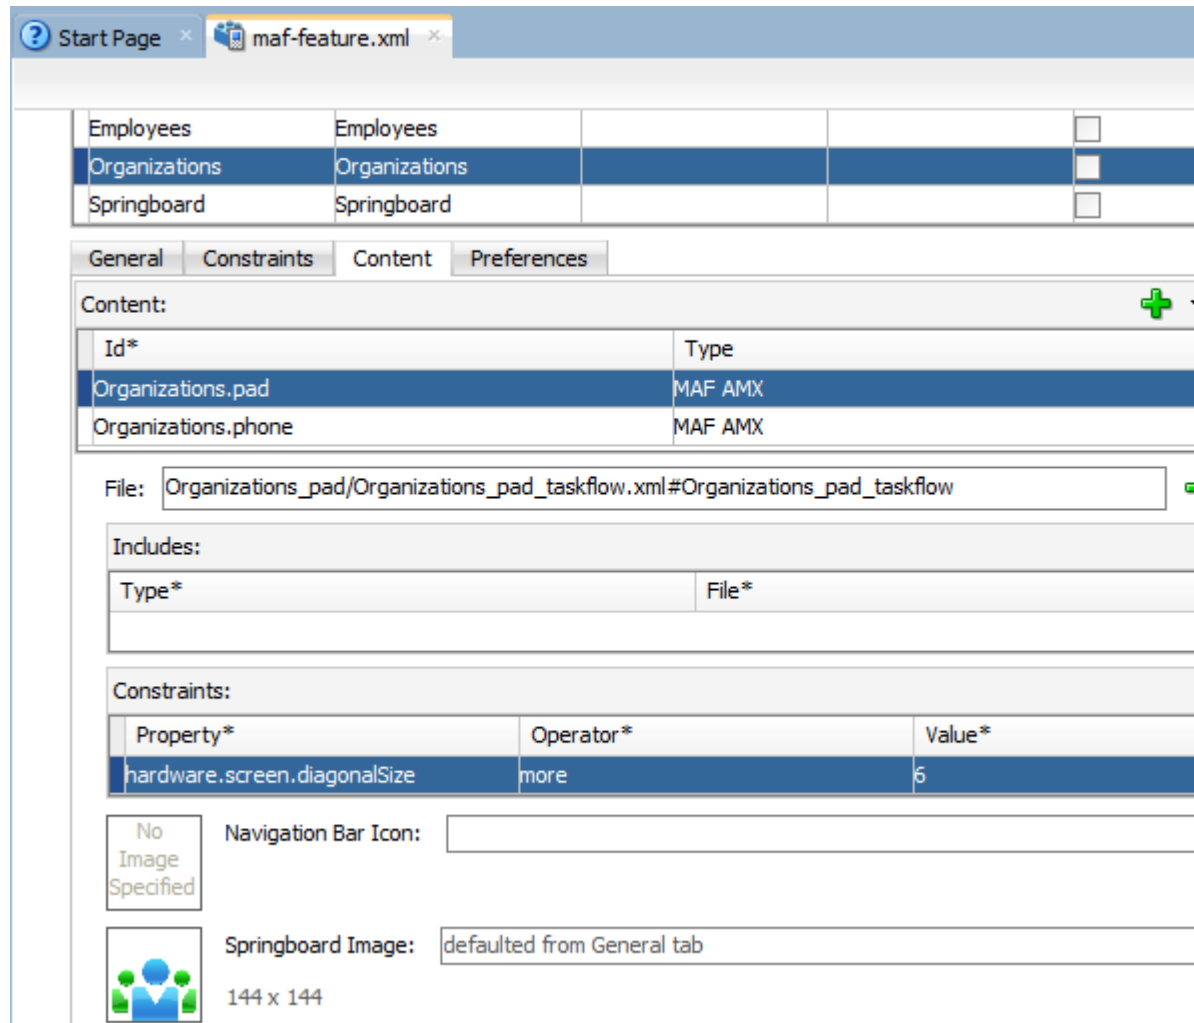 Start Page maf-feature.xml
Employees Employees
Organizations Organizations
Springboard Springboard
General Constraints Content Preferences
Content:
Id* Type
Organizations.pad MAF AMX
Organizations.phone MAF AMX
File: Organizations_pad/Organizations_pad_taskflow.xml#Organizations_pad_taskflow
Includes:
Type* File*
Constraints:
Property* Operator* Value*
hardware.screen.diagonalSize more 6
No
Image
Specified
Navigation Bar Icon:
Springboard Image: defaulted from General tab
144 x 144